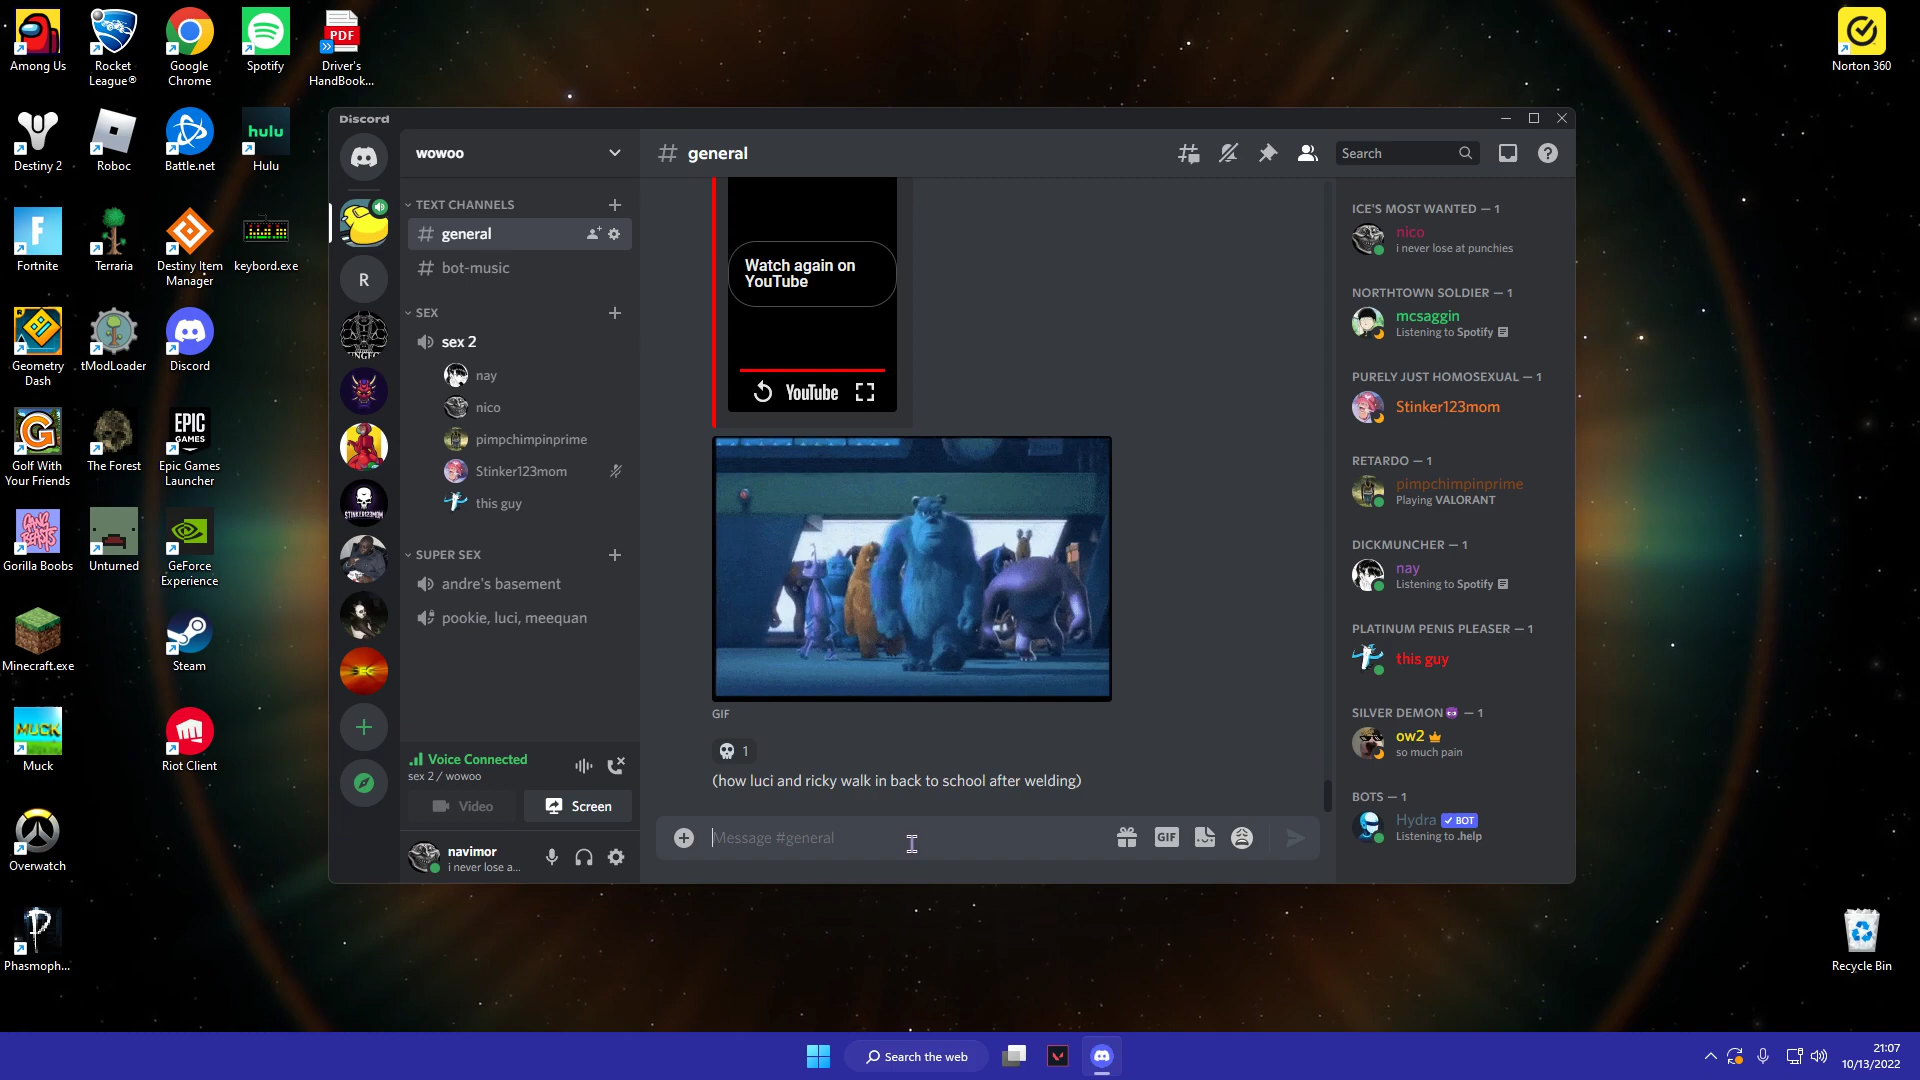 Among Us
Rocket
League®
Google
Chrome
Spotify
PDF
Driver's
HandBook...
Norton 360
Destiny 2
Roboc
Battle.net
hulu
Hulu
F
Fortnite
Terraria
Destiny Item
Manager
keybord.exe
Geometry
Dash
tModLoader
Discord
G
Golf With
Your Friends
The Forest
EPIC
GAMES
Epic Games
Launcher
GANG
BEASTS
Gorilla Boobs
Unturned
GeForce
Experience
Minecraft.exe
Steam
MUCK
Muck
Riot Client
Overwatch
P
Phasmoph...
Recycle Bin
Discord
wowoo
TEXT CHANNELS
# general
# bot-music
R
SEX
sex 2
nay
nico
pimpchimpinprime
Stinker123mom
this guy
STINKER123MOM
SUPER SEX
andre's basement
pookie, luci, meequan
Voice Connected
sex 2 / wowoo
Video
Screen
navimor
i never lose a...
# general
Search
Watch again on
YouTube
YouTube
GIF
1
(how luci and ricky walk in back to school after welding)
Message #general
GIF
ICE'S MOST WANTED — 1
nico
i never lose at punchies
NORTHTOWN SOLDIER — 1
mcsaggin
Listening to Spotify
PURELY JUST HOMOSEXUAL — 1
Stinker123mom
RETARDO — 1
pimpchimpinprime
Playing VALORANT
DICKMUNCHER — 1
nay
Listening to Spotify
PLATINUM PENIS PLEASER — 1
this guy
SILVER DEMON😈 — 1
ow2
so much pain
BOTS — 1
Hydra ✓ BOT
Listening to .help
Search the web
21:07
10/13/2022